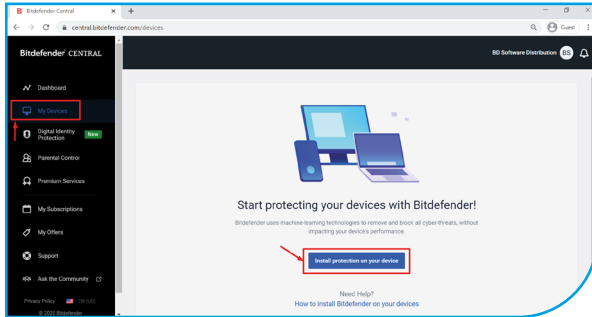 Bitdefender Central
central.bitdefender.com/devices
Guest
Bitdefender CENTRAL
BD Software Distribution BS
Dashboard
My Devices
Digital Identity
Protection New
Parental Control
Premium Services
My Subscriptions
My Offers
Support
Ask the Community
Privacy Policy EN (US)
© 2020 Bitdefender
Start protecting your devices with Bitdefender!
Bitdefender uses machine-learning technologies to remove and block all cyber-threats, without
impacting your device's performance.
Install protection on your device
Need Help?
How to install Bitdefender on your devices